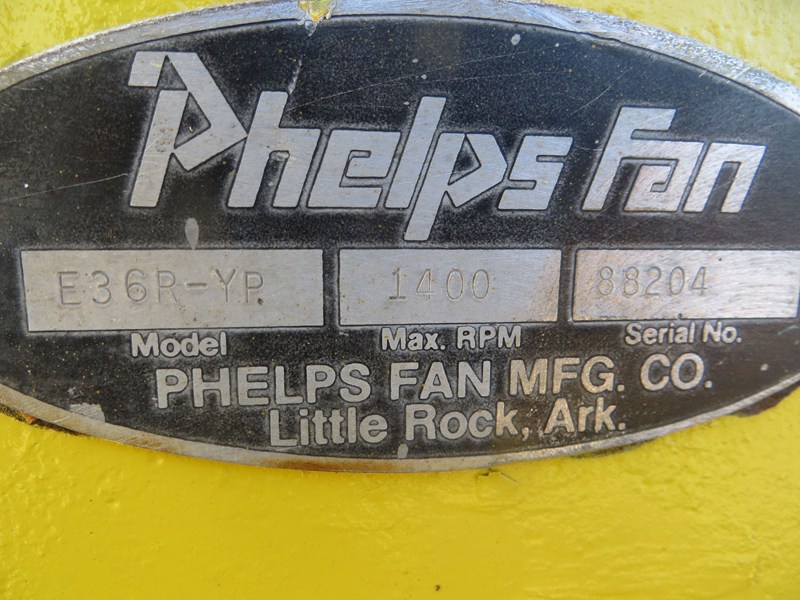 Phelps Fan
E36R-YP 1400 88204
Model Max. RPM Serial No.
PHELPS FAN MFG. CO.
Little Rock, Ark.